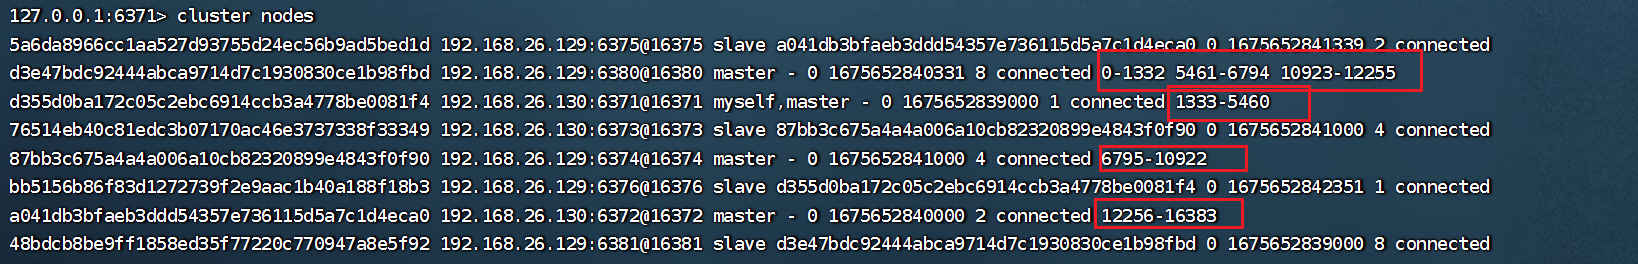 127.0.0.1:6371> cluster nodes
5a6da8966cc1aa527d93755d24ec56b9ad5bed1d 192.168.26.129:6375@16375 slave a041db3bfaeb3ddd54357e736115d5a7c1d4eca0 0 1675652841339 2 connected
d3e47bdc92444abca9714d7c1930830ce1b98fbd 192.168.26.129:6380@16380 master - 0 1675652840331 8 connected 0-1332 5461-6794 10923-12255
d355d0ba172c05c2ebc6914ccb3a4778be0081f4 192.168.26.130:6371@16371 myself,master - 0 1675652839000 1 connected 1333-5460
76514eb40c81edc3b07170ac46e3737338f33349 192.168.26.130:6373@16373 slave 87bb3c675a4a4a006a10cb82320899e4843f0f90 0 1675652841000 4 connected
87bb3c675a4a4a006a10cb82320899e4843f0f90 192.168.26.129:6374@16374 master - 0 1675652841000 4 connected 6795-10922
bb5156b86f83d1272739f2e9aac1b40a188f18b3 192.168.26.129:6376@16376 slave d355d0ba172c05c2ebc6914ccb3a4778be0081f4 0 1675652842351 1 connected
a041db3bfaeb3ddd54357e736115d5a7c1d4eca0 192.168.26.130:6372@16372 master - 0 1675652840000 2 connected 12256-16383
48bdcb8be9ff1858ed35f77220c770947a8e5f92 192.168.26.129:6381@16381 slave d3e47bdc92444abca9714d7c1930830ce1b98fbd 0 1675652839000 8 connected